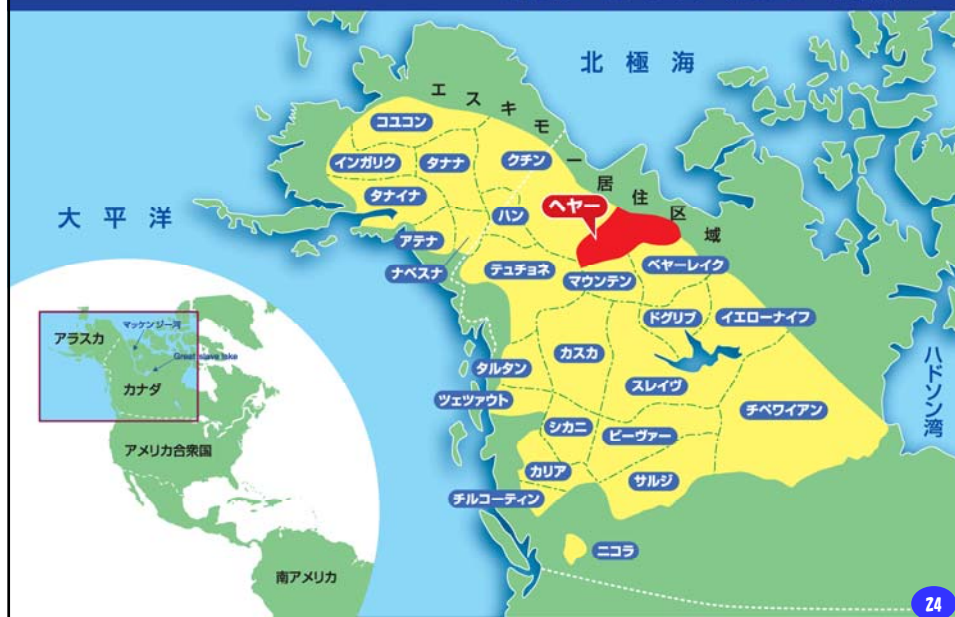 北極海
エスキモー居住区域
コユコン
インガリク
タナナ
クチン
タナイナ
ハン
ヘヤー
大平洋
アテナ
ナベスナ
テュチョネ
マウンテン
ベヤーレイク
ドグリブ
イエローナイフ
カスカ
タルタン
スレイヴ
ツェツァウト
チペワイアン
ハドソン湾
シカニ
ビーヴァー
カリア
サルジ
チルコーティン
ニコラ
アラスカ
マッケンジー河
Great slave lake
カナダ
アメリカ合衆国
南アメリカ
24